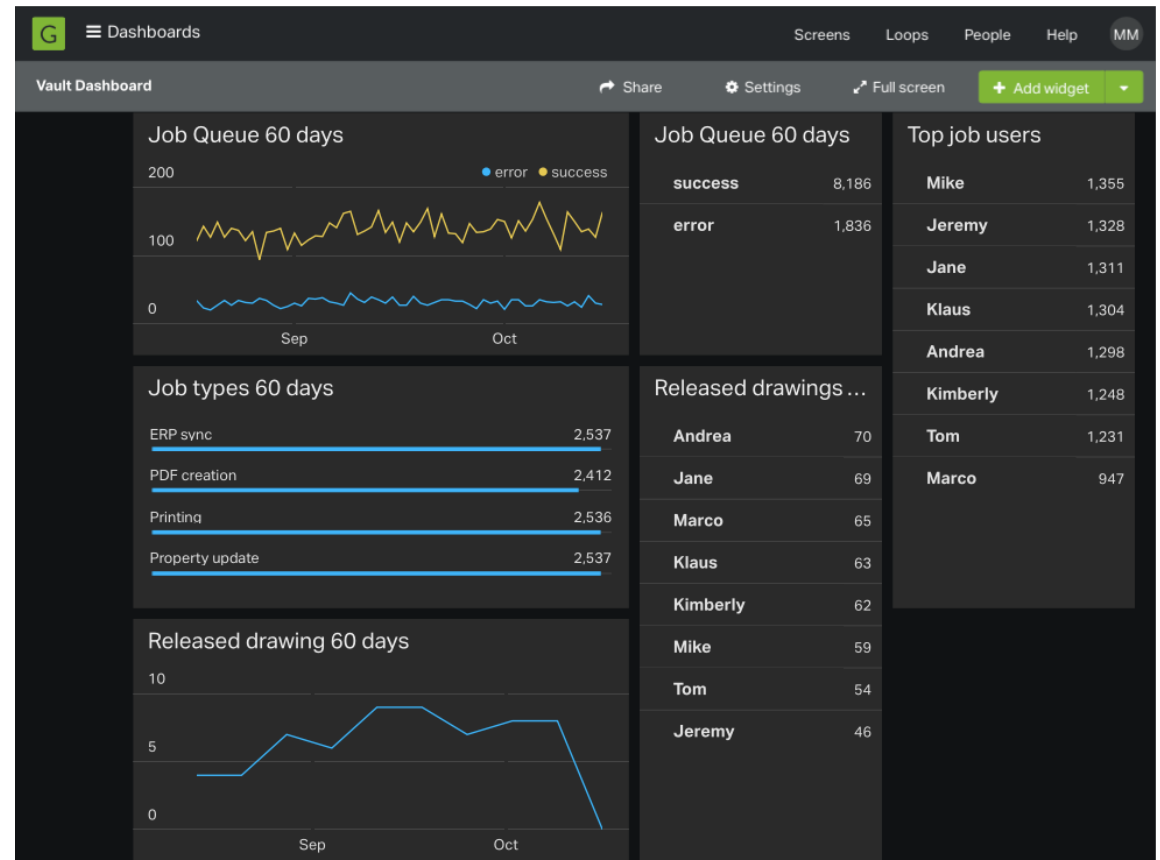 G Dashboards Screens Loops People Help MM
Vault Dashboard Share Settings Full screen + Add widget
Job Queue 60 days
200 error success
100
0
Sep Oct
Job Queue 60 days
success 8,186
error 1,836
Top job users
Mike 1,355
Jeremy 1,328
Jane 1,311
Klaus 1,304
Andrea 1,298
Kimberly 1,248
Tom 1,231
Marco 947
Job types 60 days
ERP sync 2,537
PDF creation 2,412
Printing 2,536
Property update 2,537
Released drawings ...
Andrea 70
Jane 69
Marco 65
Klaus 63
Kimberly 62
Mike 59
Tom 54
Jeremy 46
Released drawing 60 days
10
5
0
Sep Oct